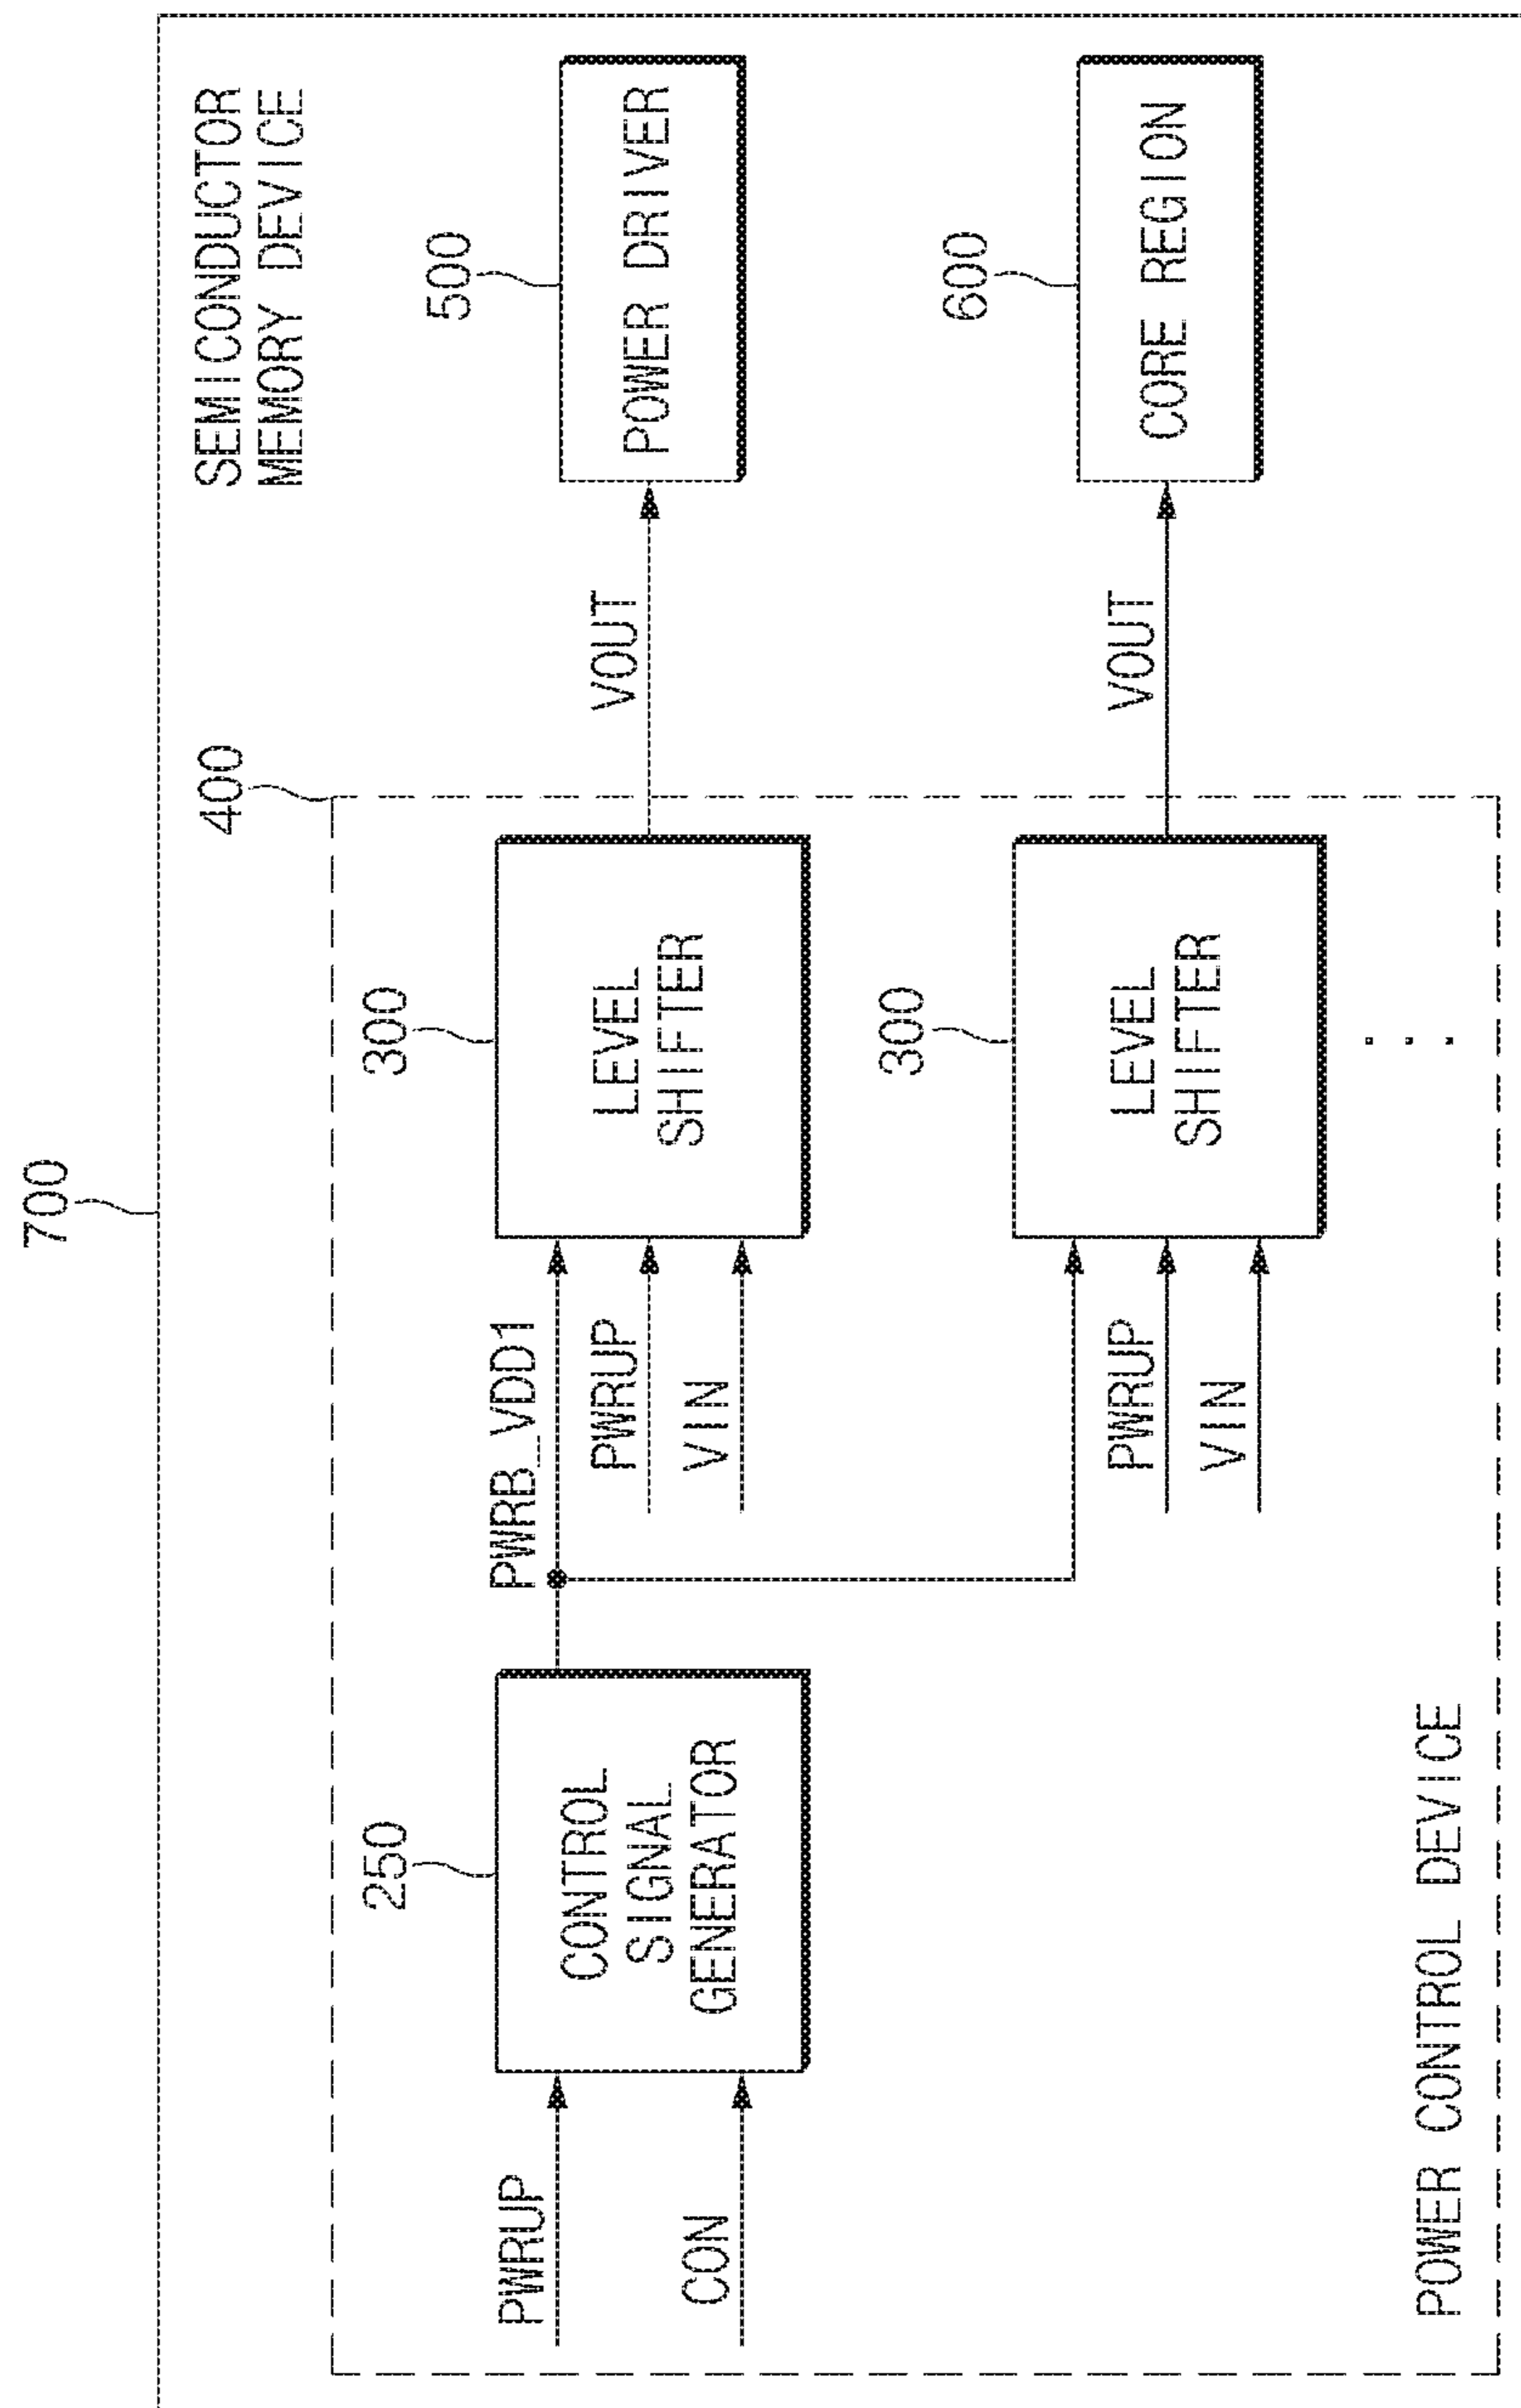 700
SEMICONDUCTOR
MEMORY DEVICE
400
250
CONTROL
SIGNAL
GENERATOR
PWRUP
CON
PWRB_VDD1
300
LEVEL
SHIFTER
PWRUP
VIN
VOUT
500
POWER DRIVER
300
LEVEL
SHIFTER
PWRUP
VIN
VOUT
600
CORE REGION
. . .
POWER CONTROL DEVICE